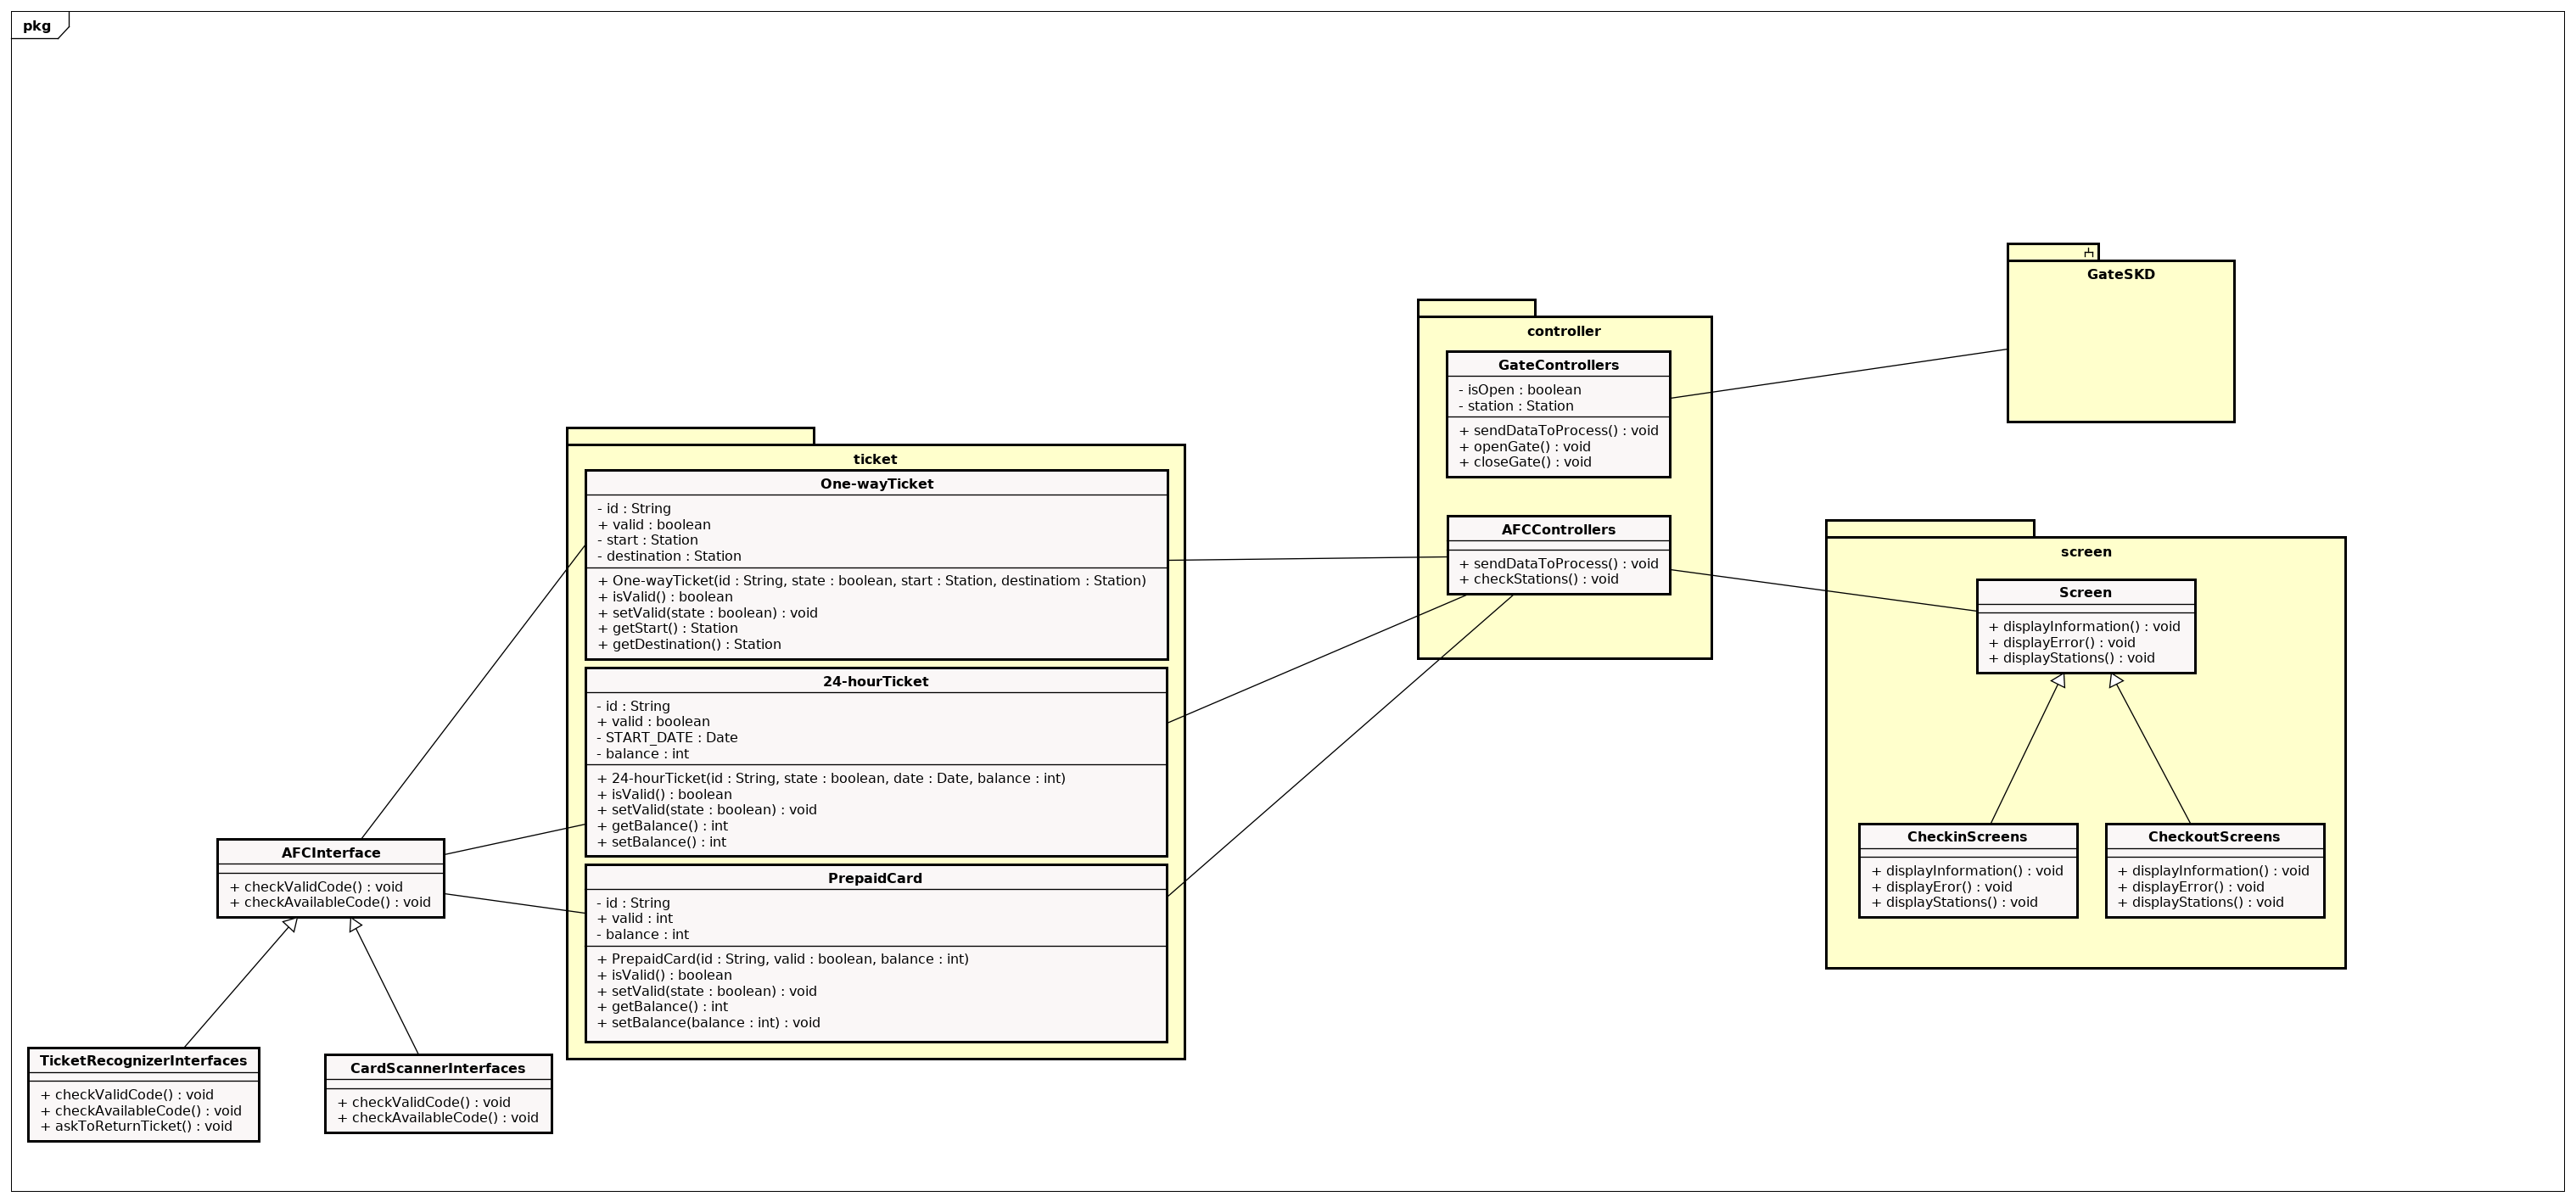 pkg
GateSKD
controller
GateControllers
- isOpen : boolean
- station : Station
+ sendDataToProcess() : void
+ openGate() : void
+ closeGate() : void
AFCControllers
+ sendDataToProcess() : void
+ checkStations() : void
ticket
One-wayTicket
- id : String
+ valid : boolean
- start : Station
- destination : Station
+ One-wayTicket(id : String, state : boolean, start : Station, destinatiom : Station)
+ isValid() : boolean
+ setValid(state : boolean) : void
+ getStart() : Station
+ getDestination() : Station
24-hourTicket
- id : String
+ valid : boolean
- START_DATE : Date
- balance : int
+ 24-hourTicket(id : String, state : boolean, date : Date, balance : int)
+ isValid() : boolean
+ setValid(state : boolean) : void
+ getBalance() : int
+ setBalance() : int
PrepaidCard
- id : String
+ valid : int
- balance : int
+ PrepaidCard(id : String, valid : boolean, balance : int)
+ isValid() : boolean
+ setValid(state : boolean) : void
+ getBalance() : int
+ setBalance(balance : int) : void
screen
Screen
+ displayInformation() : void
+ displayError() : void
+ displayStations() : void
CheckinScreens
+ displayInformation() : void
+ displayEror() : void
+ displayStations() : void
CheckoutScreens
+ displayInformation() : void
+ displayError() : void
+ displayStations() : void
AFCInterface
+ checkValidCode() : void
+ checkAvailableCode() : void
TicketRecognizerInterfaces
+ checkValidCode() : void
+ checkAvailableCode() : void
+ askToReturnTicket() : void
CardScannerInterfaces
+ checkValidCode() : void
+ checkAvailableCode() : void